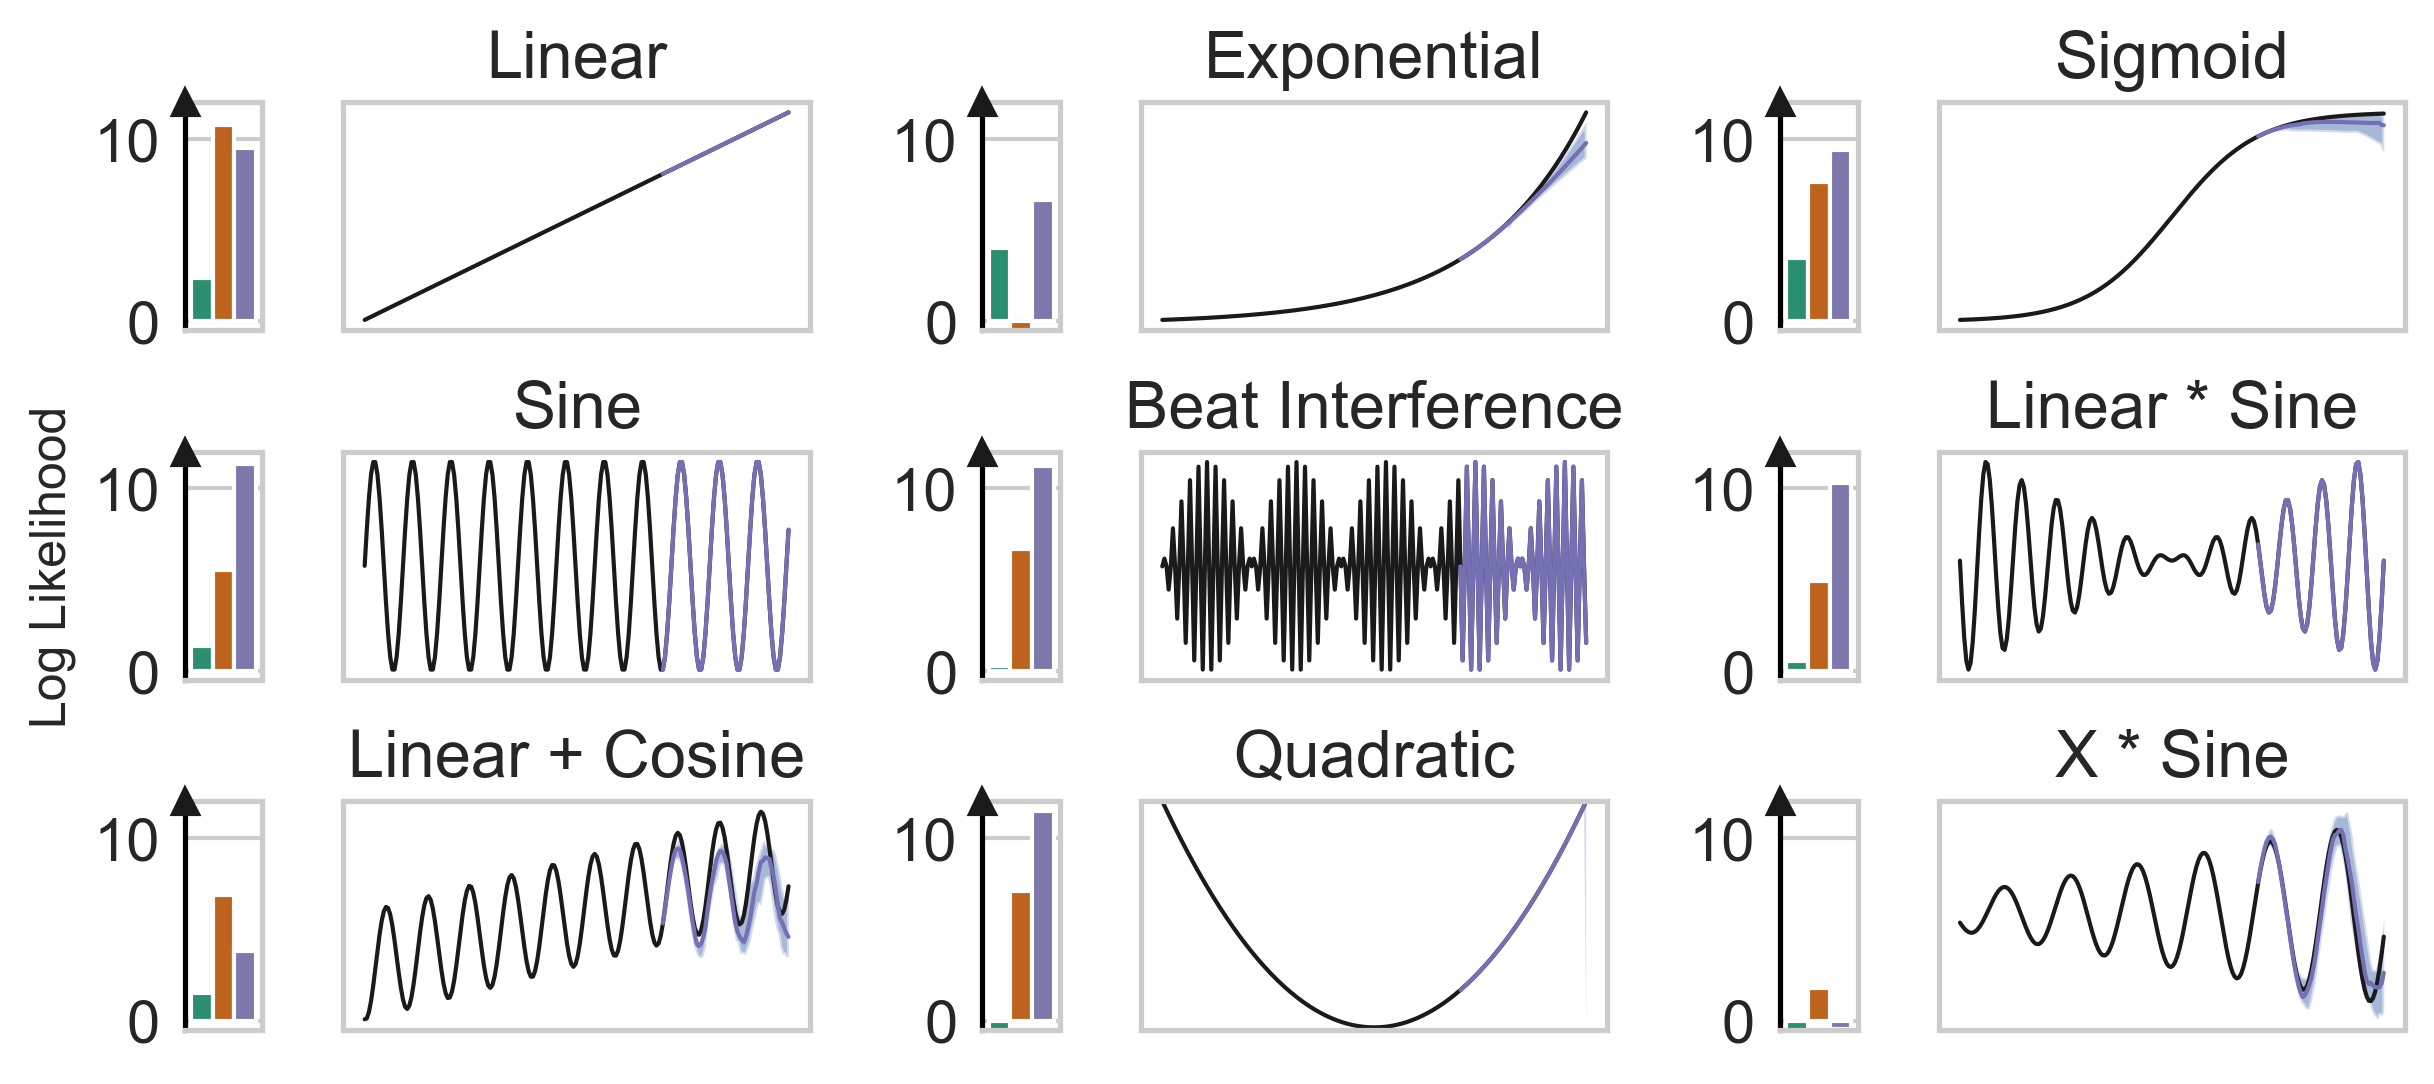 Linear
Exponential
Sigmoid
10
0
10
0
10
0
Log Likelihood
Sine
Beat Interference
Linear * Sine
10
0
10
0
10
0
Linear + Cosine
Quadratic
X * Sine
10
0
10
0
10
0